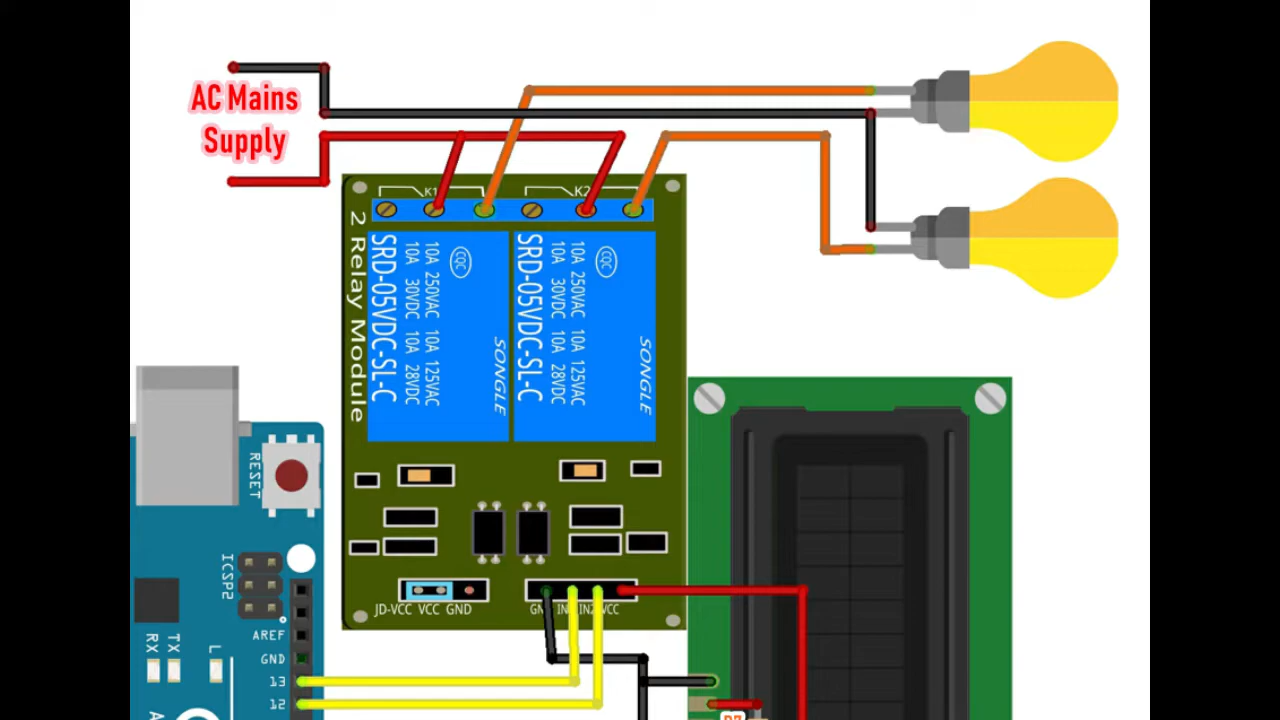 AC Mains
Supply
K1
K2
2 Relay Module
SRD-05VDC-SL-C
10A 30VDC 10A 28VDC
10A 250VAC 10A 125VAC
CQC
SONGLE
SRD-05VDC-SL-C
10A 30VDC 10A 28VDC
10A 250VAC 10A 125VAC
CQC
SONGLE
RESET
ICSP2
JD-VCC VCC GND
IN2 VCC
AREF
GND
13
12
RX
TX
L